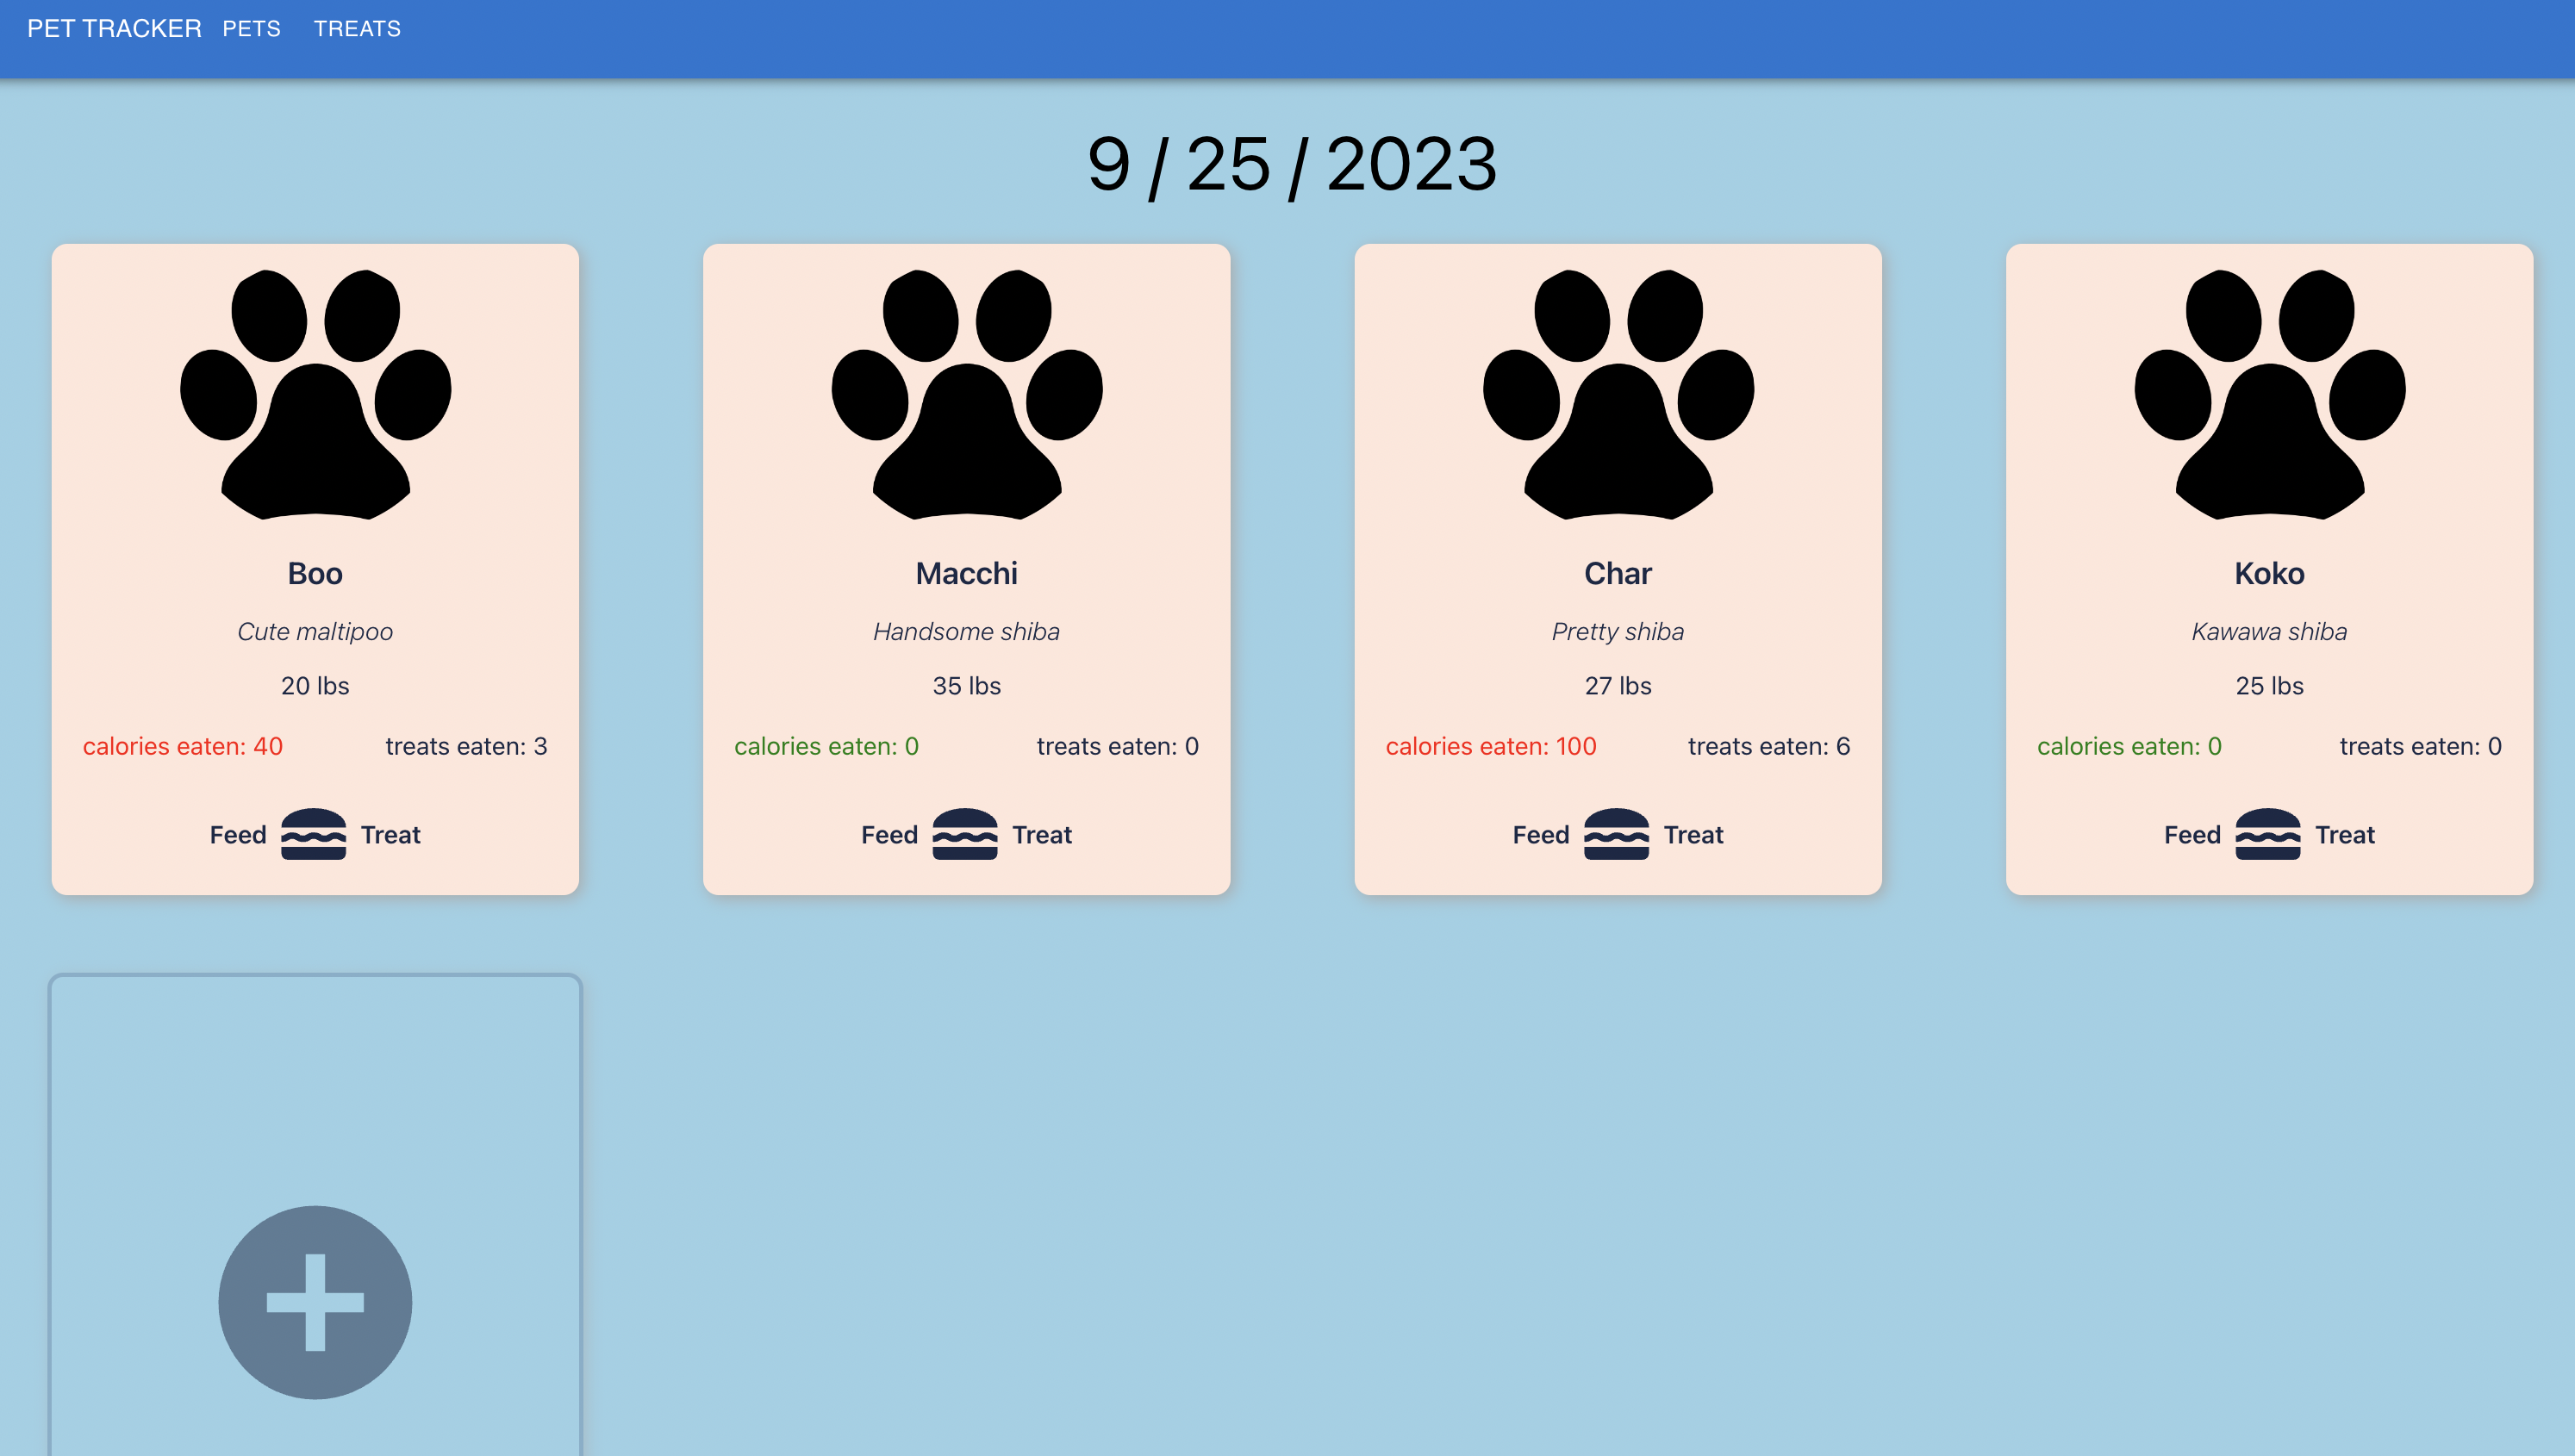 PET TRACKER PETS TREATS
9 / 25 / 2023
Boo
Cute maltipoo
20 lbs
calories eaten: 40 treats eaten: 3
Feed Treat
Macchi
Handsome shiba
35 lbs
calories eaten: 0 treats eaten: 0
Feed Treat
Char
Pretty shiba
27 lbs
calories eaten: 100 treats eaten: 6
Feed Treat
Koko
Kawawa shiba
25 lbs
calories eaten: 0 treats eaten: 0
Feed Treat